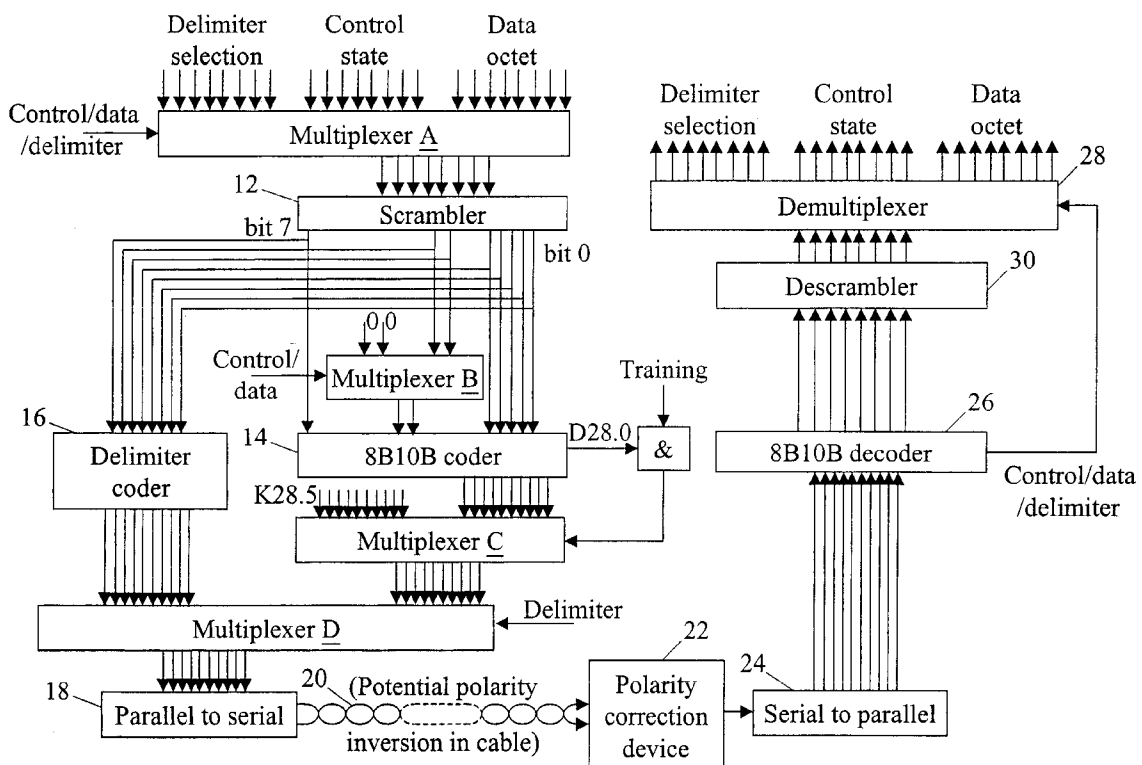 Delimiter
selection
Control
state
Data
octet
Control/data
/delimiter
Multiplexer A
12
Scrambler
bit 7
bit 0
0 0
Control/
data
Multiplexer B
Training
16
Delimiter
coder
14
8B10B coder
D28.0
&
K28.5
Multiplexer C
Multiplexer D
Delimiter
18
Parallel to serial
20
(Potential polarity
inversion in cable)
22
Polarity
correction
device
24
Serial to parallel
Delimiter
selection
Control
state
Data
octet
28
Demultiplexer
30
Descrambler
26
8B10B decoder
Control/data
/delimiter